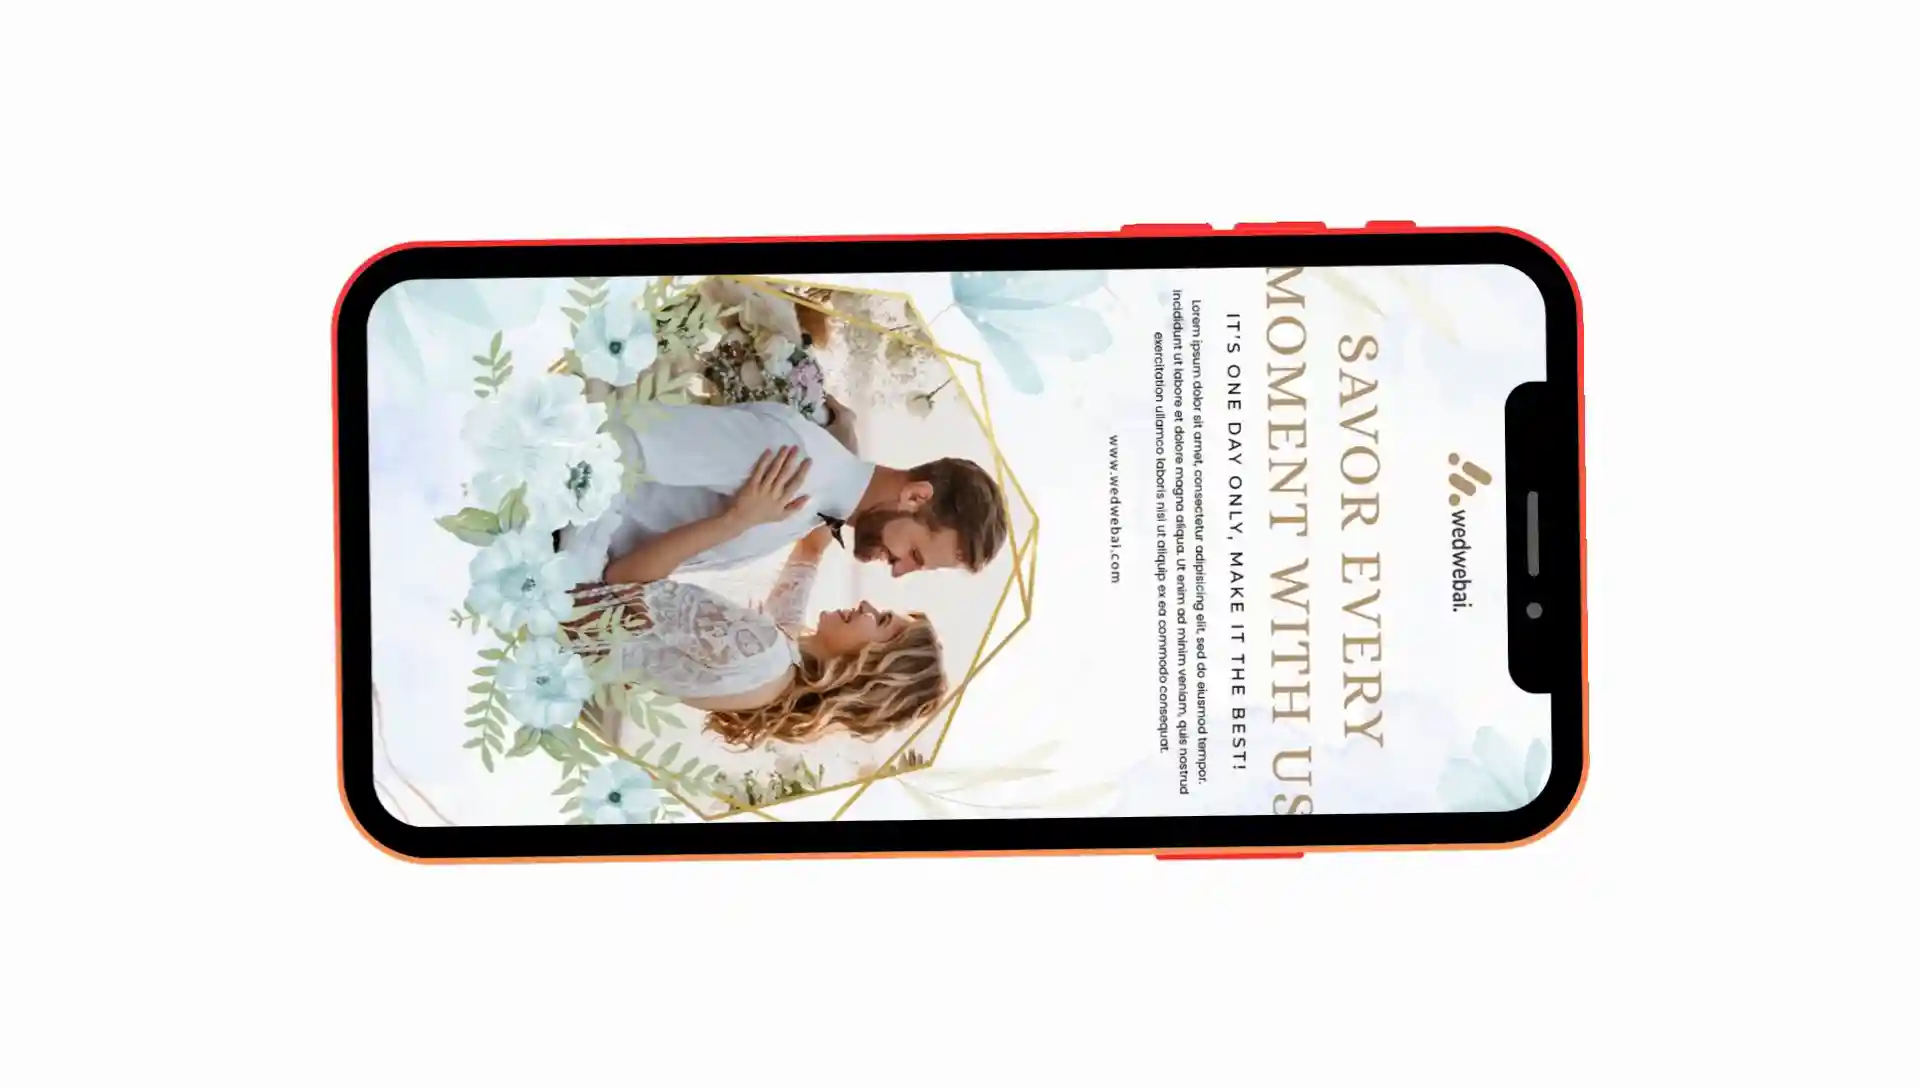 wedwebai.
SAVOR EVERY
MOMENT WITH US
IT'S ONE DAY ONLY, MAKE IT THE BEST!
Lorem ipsum dolor sit amet, consectetur adipisicing elit, sed do eiusmod tempor.
incididunt ut labore et dolore magna aliqua. Ut enim ad minim veniam, quis nostrud
exercitation ullamco laboris nisi ut aliquip ex ea commodo consequat.
www.wedwebai.com